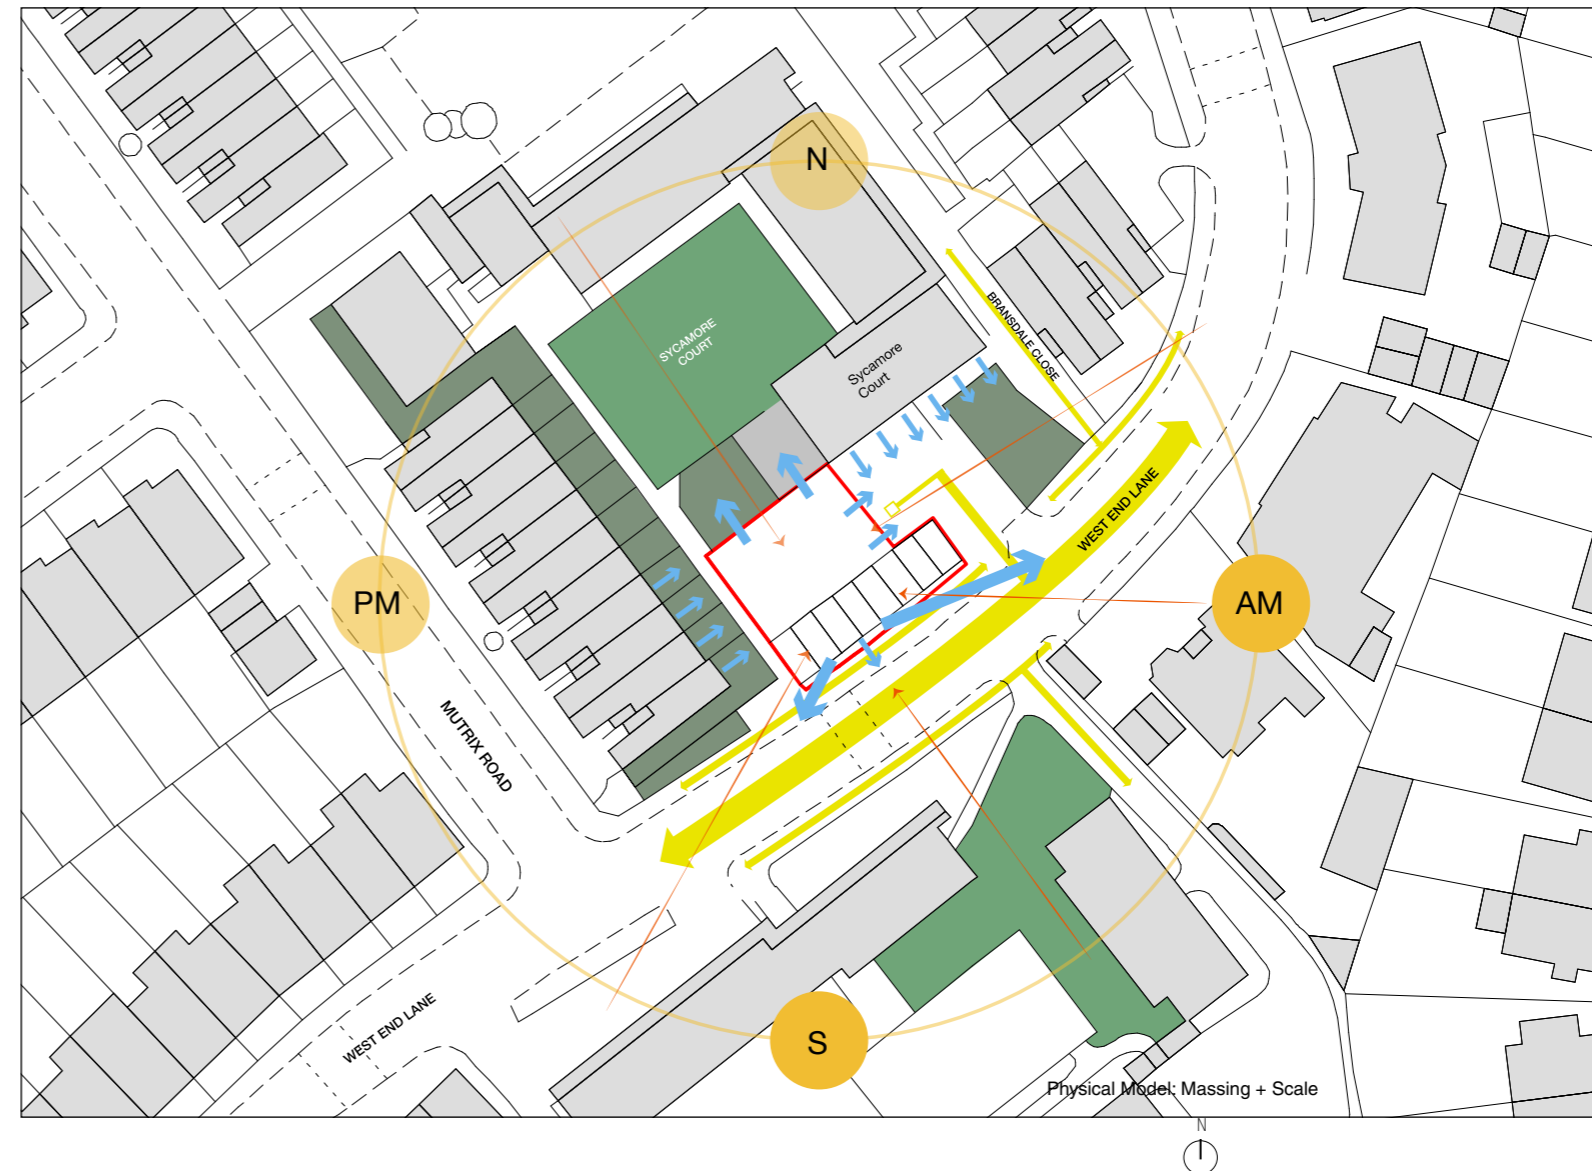 N
SYCAMORE
COURT
Sycamore
Court
BRANSDALE CLOSE
WEST END LANE
PM
AM
MUTRIX ROAD
WEST END LANE
S
Physical Model: Massing + Scale
N